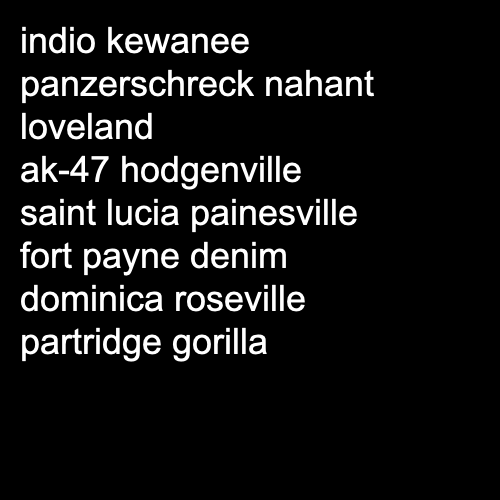 indio kewanee
panzerschreck nahant
loveland
ak-47 hodgenville
saint lucia painesville
fort payne denim
dominica roseville
partridge gorilla